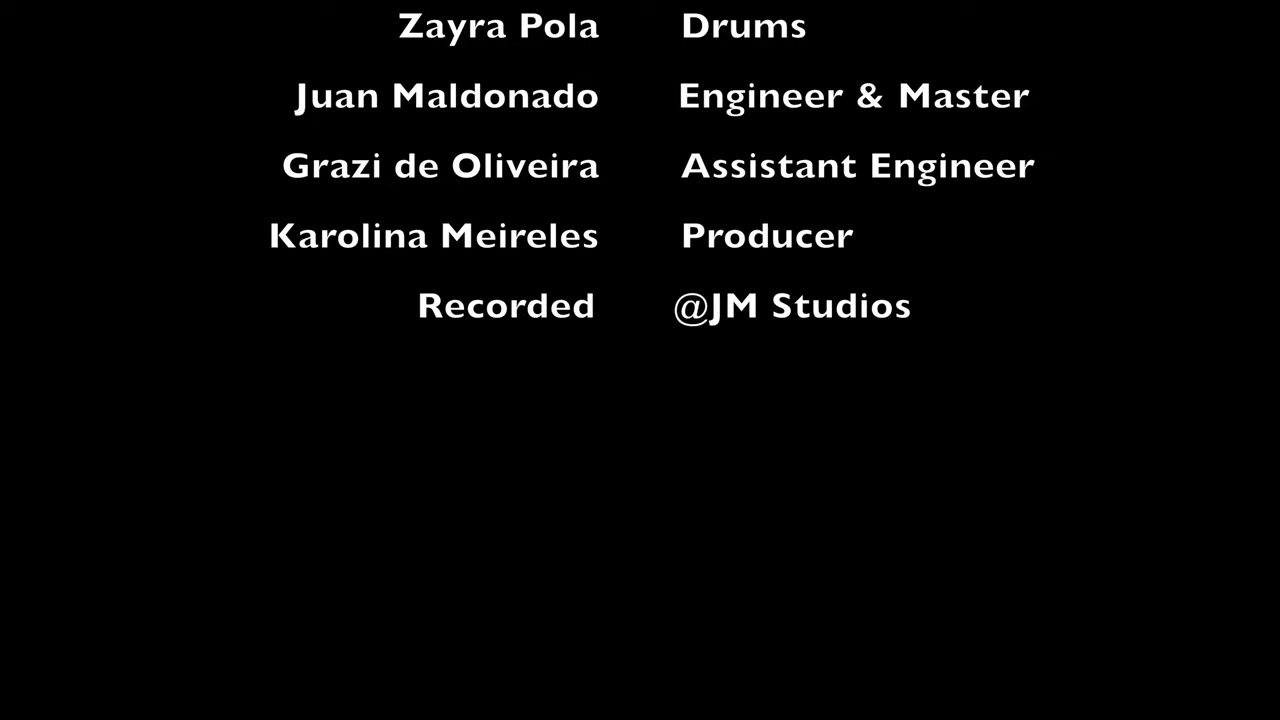 Zayra Pola Drums
Juan Maldonado Engineer & Master
Grazi de Oliveira Assistant Engineer
Karolina Meireles Producer
Recorded @JM Studios